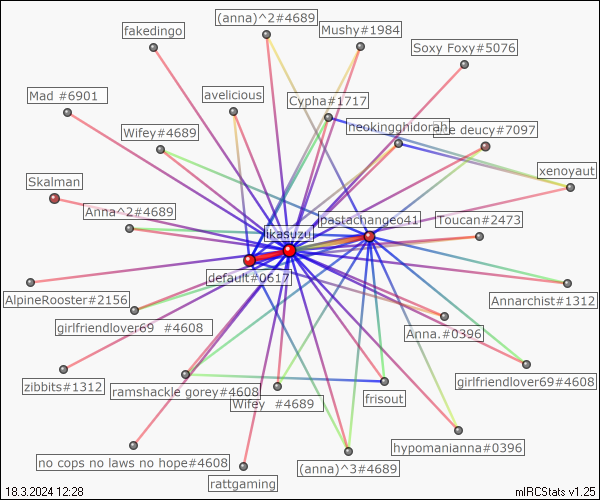 (anna)^2#4689
Mushy#1984
fakedingo
Soxy Foxy#5076
Mad #6901
avelicious
Cypha#1717
neokingghidorah
deucy#7097
Wifey#4689
xenoyaut
Skalman
Anna^2#4689
pastachangeo41
Toucan#2473
likasuzu
default#0617
AlpineRooster#2156
Annarchist#1312
girlfriendlover69 #4608
Anna.#0396
zibbits#1312
ramshackle gorey#4608
Wifey #4689
frisout
girlfriendlover69#4608
hypomanianna#0396
no cops no laws no hope#4608
(anna)^3#4689
rattgaming
18.3.2024 12:28
mIRCStats v1.25